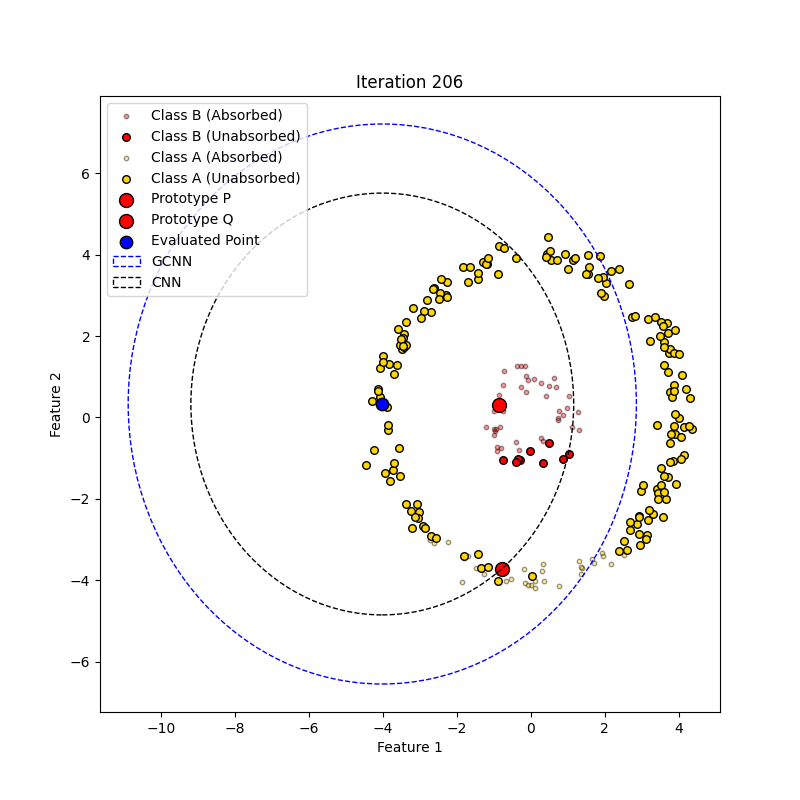 Iteration 206
Class B (Absorbed)
Class B (Unabsorbed)
Class A (Absorbed)
Class A (Unabsorbed)
Prototype P
Prototype Q
Evaluated Point
GCNN
CNN
6
4
2
0
−2
−4
−6
Feature 2
−10 −8 −6 −4 −2 0 2 4
Feature 1